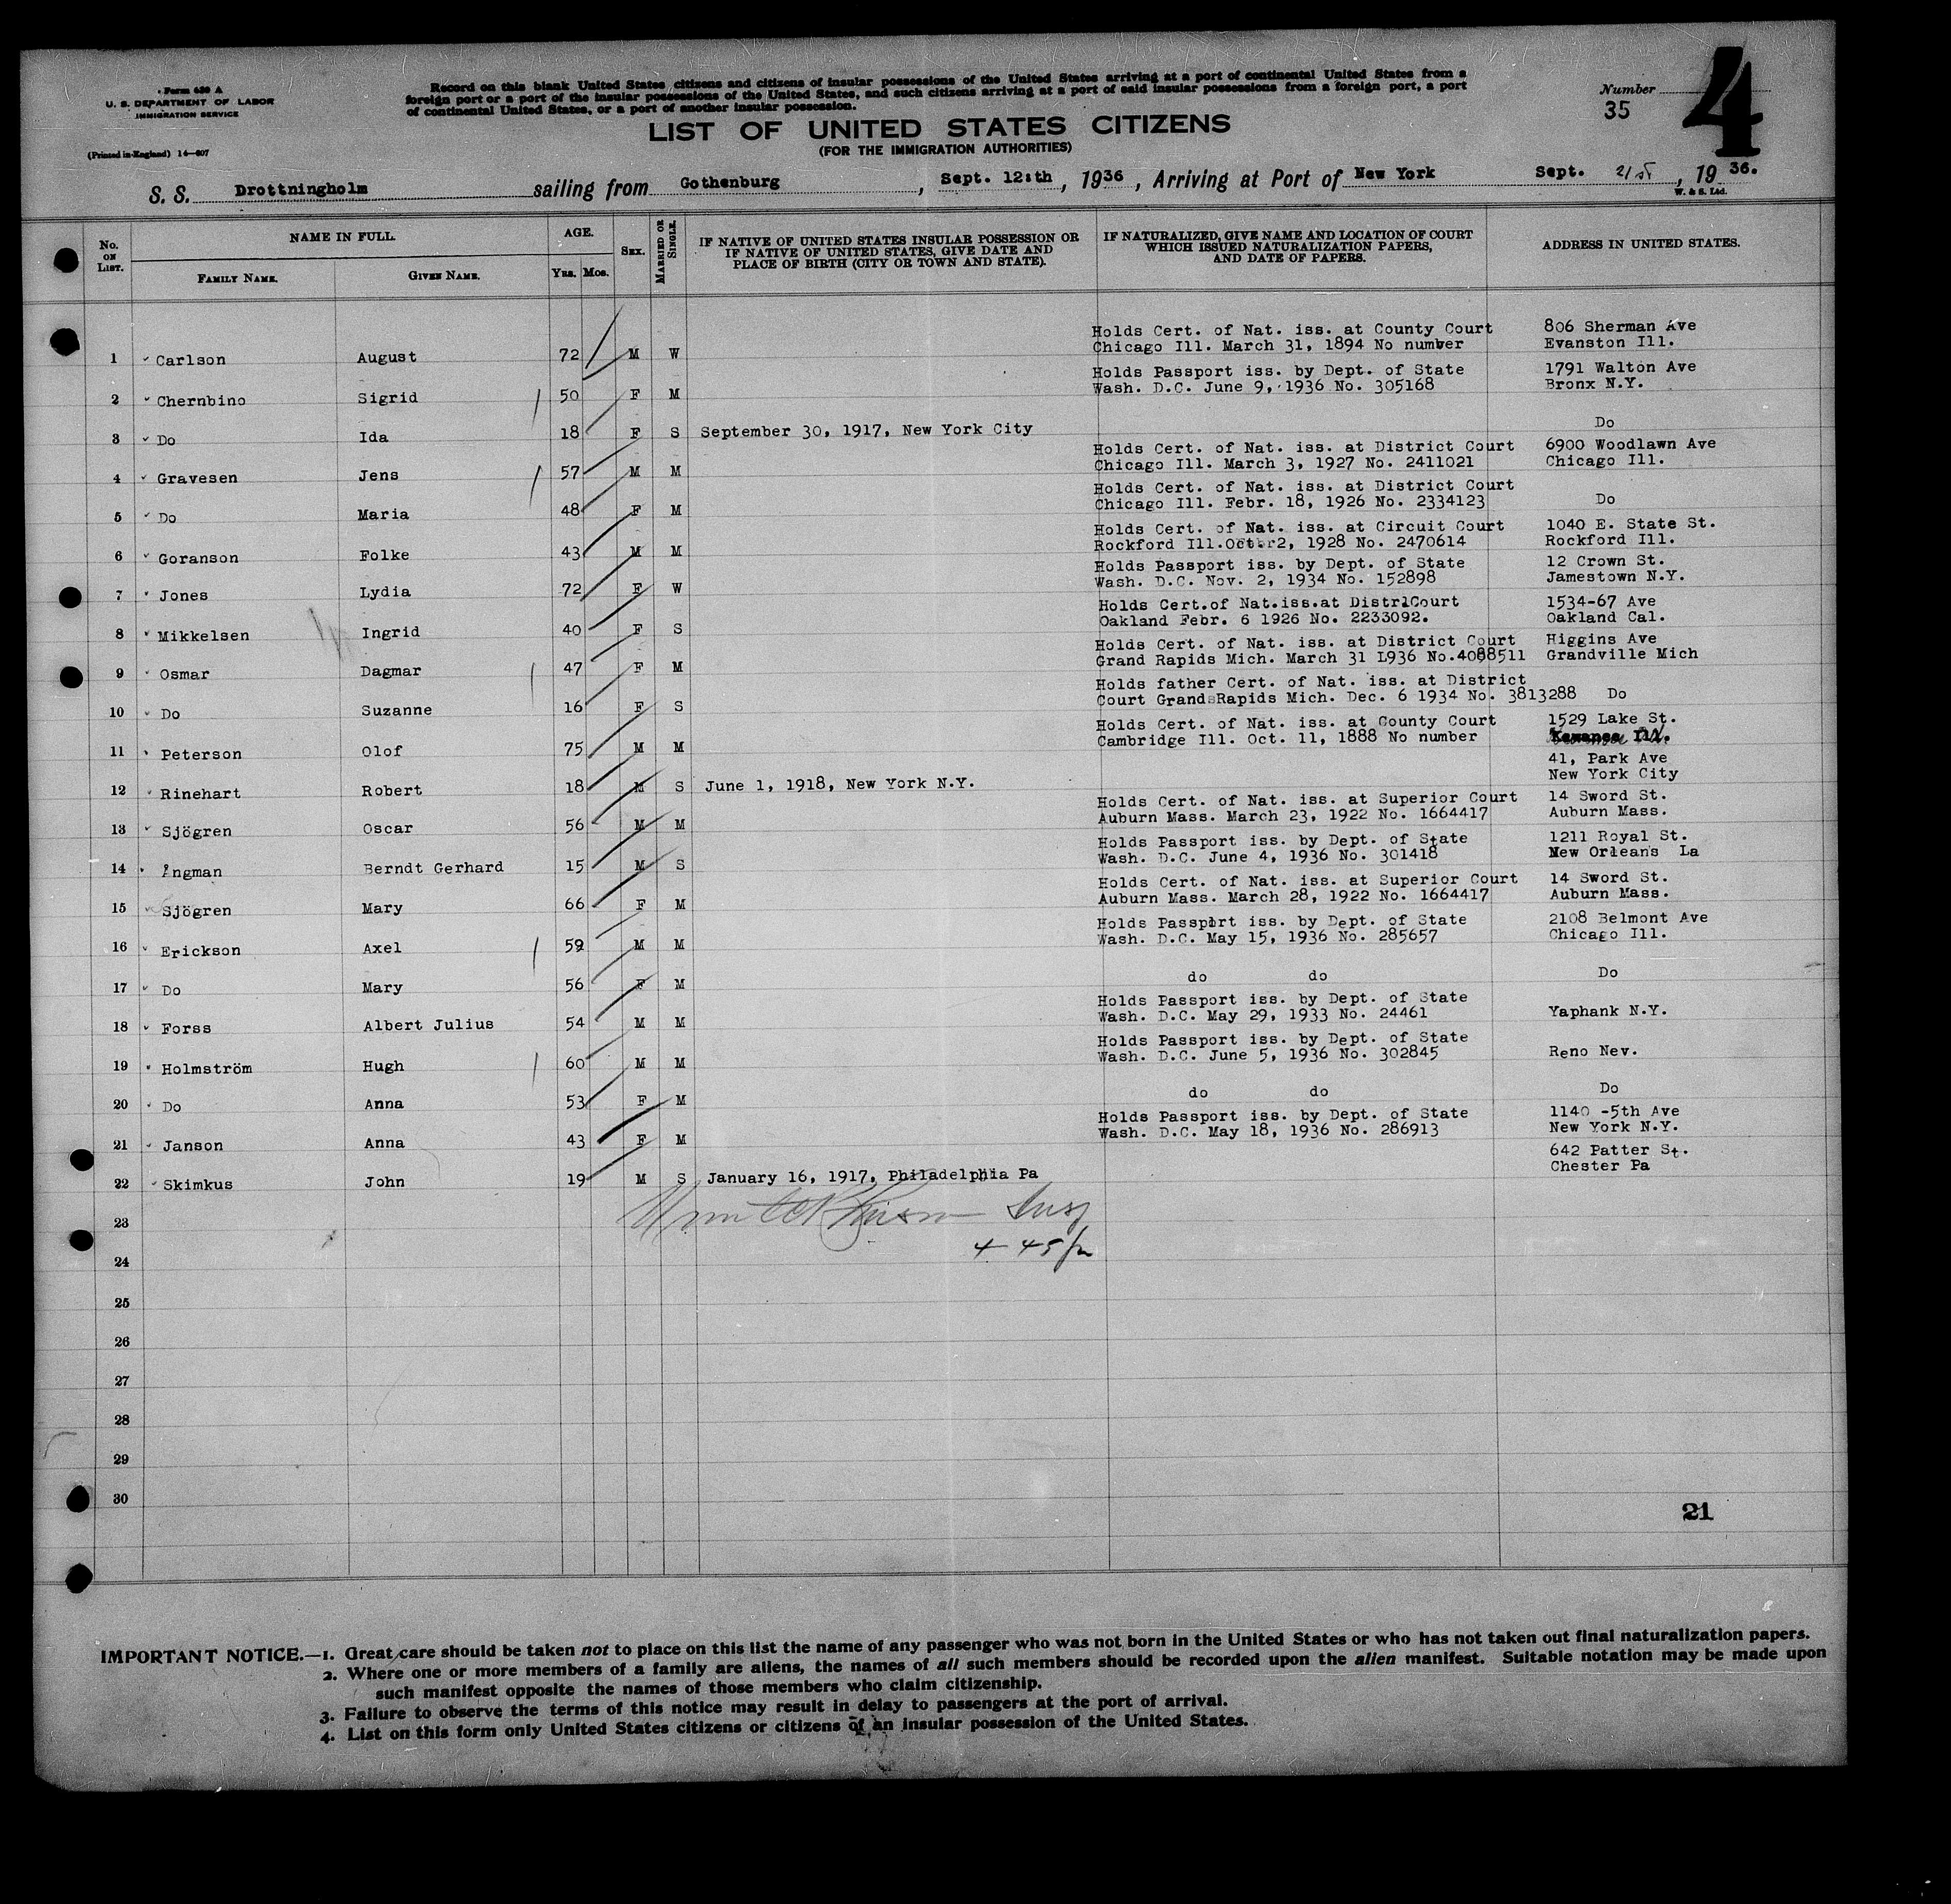 Form 630 A
U. S. DEPARTMENT OF LABOR
IMMIGRATION SERVICE
(Printed in England) 14—607
Record on this blank United States citizens and citizens of insular possessions of the United States arriving at a port of continental United States from a
foreign port or a port of the insular possessions of the United States, and such citizens arriving at a port of said insular possessions from a foreign port, a port
of continental United States, or a port of another insular possession.
LIST OF UNITED STATES CITIZENS
(FOR THE IMMIGRATION AUTHORITIES)
Number
35
4
S. S. Drottningholm sailing from Gothenburg, Sept. 12:th, 1936, Arriving at Port of New York Sept. 21st, 1936.
W. & S. Ltd.
No. ON LIST. NAME IN FULL. FAMILY NAME. GIVEN NAME. AGE. YRS. MOS. SEX. MARRIED OR SINGLE. IF NATIVE OF UNITED STATES INSULAR POSSESSION OR IF NATIVE OF UNITED STATES, GIVE DATE AND PLACE OF BIRTH (CITY OR TOWN AND STATE). IF NATURALIZED, GIVE NAME AND LOCATION OF COURT WHICH ISSUED NATURALIZATION PAPERS, AND DATE OF PAPERS. ADDRESS IN UNITED STATES.
Holds Cert. of Nat. iss. at County Court 806 Sherman Ave
1 Carlson August 72 M W Chicago Ill. March 31, 1894 No number Evanston Ill.
Holds Passport iss. by Dept. of State 1791 Walton Ave
2 Chernbino Sigrid 50 F M Wash. D.C. June 9, 1936 No. 305168 Bronx N.Y.
3 Do Ida 18 F S September 30, 1917, New York City Do
Holds Cert. of Nat. iss. at District Court 6900 Woodlawn Ave
4 Gravesen Jens 57 M M Chicago Ill. March 3, 1927 No. 2411021 Chicago Ill.
Holds Cert. of Nat. iss. at District Court
5 Do Maria 48 F M Chicago Ill. Febr. 18, 1926 No. 2334123 Do
Holds Cert. of Nat. iss. at Circuit Court 1040 E. State St.
6 Goranson Folke 43 M M Rockford Ill. 2, 1928 No. 2470614 Rockford Ill.
Holds Passport iss. by Dept. of State 12 Crown St.
7 Jones Lydia 72 F W Wash. D.C. Nov. 2, 1934 No. 152898 Jamestown N.Y.
Holds Cert.of Nat.iss.at DistrlCourt 1534-67 Ave
8 Mikkelsen Ingrid 40 F S Oakland Febr. 6 1926 No. 2233092. Oakland Cal.
Holds Cert. of Nat. iss. at District Court Higgins Ave
9 Osmar Dagmar 47 F M Grand Rapids Mich. March 31 L936 No.4088511 Grandville Mich
Holds father Cert. of Nat. iss. at District
10 Do Suzanne 16 F S Court GrandsRapids Mich. Dec. 6 1934 No. 3813288 Do
Holds Cert. of Nat. iss. at County Court 1529 Lake St.
11 Peterson Olof 75 M M Cambridge Ill. Oct. 11, 1888 No number Kewanee Ill.
41, Park Ave
12 Rinehart Robert 18 M S June 1, 1918, New York N.Y. New York City
Holds Cert. of Nat. iss. at Superior Court 14 Sword St.
13 Sjögren Oscar 56 M M Auburn Mass. March 23, 1922 No. 1664417 Auburn Mass.
Holds Passport iss. by Dept. of State 1211 Royal St.
14 Ångman Berndt Gerhard 15 M S Wash. D.C. June 4, 1936 No. 301418 New Orleans La
Holds Cert. of Nat. iss. at Superior Court 14 Sword St.
15 Sjögren Mary 66 F M Auburn Mass. March 28, 1922 No. 1664417 Auburn Mass.
Holds Passport iss. by Dept. of State 2108 Belmont Ave
16 Erickson Axel 59 M M Wash. D.C. May 15, 1936 No. 285657 Chicago Ill.
17 Do Mary 56 F M do do Do
Holds Passport iss. by Dept. of State
18 Forss Albert Julius 54 M M Wash. D.C. May 29, 1933 No. 24461 Yaphank N.Y.
Holds Passport iss. by Dept. of State
19 Holmström Hugh 60 M M Wash. D.C. June 5, 1936 No. 302845 Reno Nev.
20 Do Anna 53 F M do do Do
Holds Passport iss. by Dept. of State 1140 -5th Ave
21 Janson Anna 43 F M Wash. D.C. May 18, 1936 No. 286913 New York N.Y.
642 Patter St.
22 Skimkus John 19 M S January 16, 1917, Philadelphia Pa Chester Pa
23 Insp
24 4 45 pm
25
26
27
28
29
30
21
IMPORTANT NOTICE.—1. Great care should be taken not to place on this list the name of any passenger who was not born in the United States or who has not taken out final naturalization papers.
2. Where one or more members of a family are aliens, the names of all such members should be recorded upon the alien manifest. Suitable notation may be made upon
such manifest opposite the names of those members who claim citizenship.
3. Failure to observe the terms of this notice may result in delay to passengers at the port of arrival.
4. List on this form only United States citizens or citizens of an insular possession of the United States.